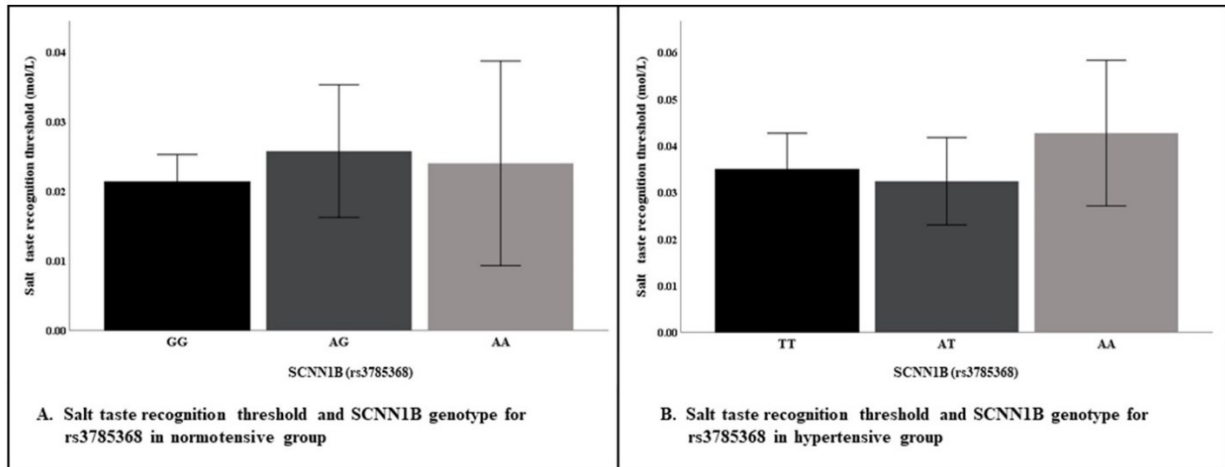 Salt taste recognition threshold (mol/L)
0.04
0.03
0.02
0.01
0.00
GG AG AA
SCNN1B (rs3785368)
A. Salt taste recognition threshold and SCNN1B genotype for
rs3785368 in normotensive group
Salt taste recognition threshold (mol/L)
0.06
0.05
0.04
0.03
0.02
0.01
0.00
TT AT AA
SCNN1B (rs3785368)
B. Salt taste recognition threshold and SCNN1B genotype for
rs3785368 in hypertensive group